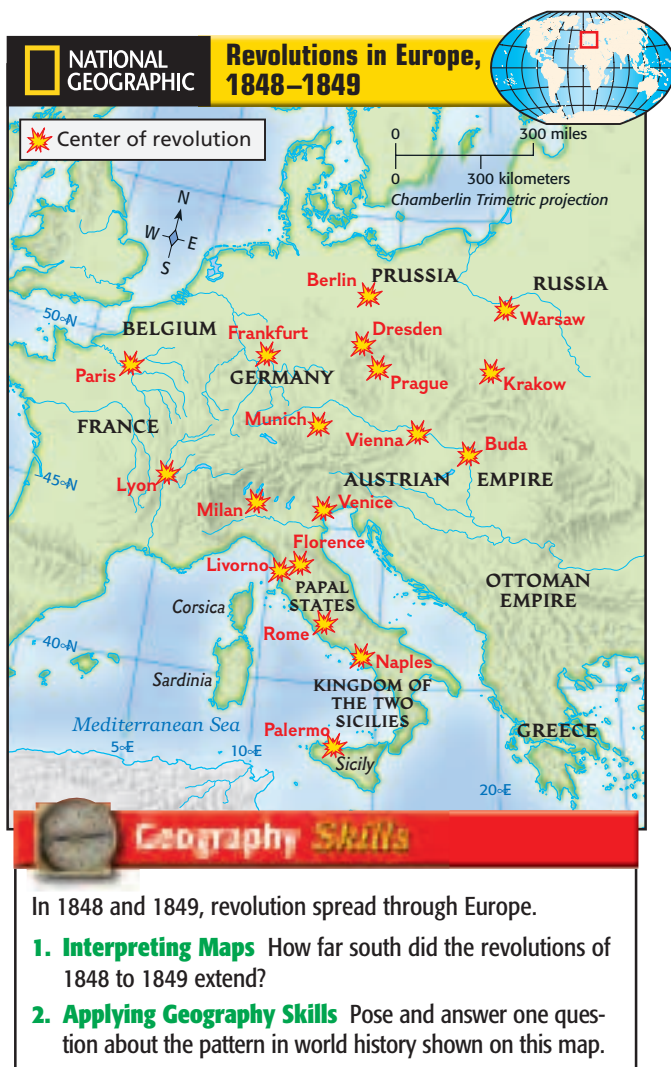 NATIONAL
GEOGRAPHIC
Revolutions in Europe,
1848–1849
Center of revolution
0 300 miles
0 300 kilometers
Chamberlin Trimetric projection
N
W E
S
Berlin
PRUSSIA
RUSSIA
50°N
BELGIUM
Frankfurt
Dresden
Warsaw
Paris
GERMANY
Prague
Krakow
FRANCE
Munich
Vienna
Buda
45°N
Lyon
AUSTRIAN EMPIRE
Milan
Venice
Florence
Livorno
PAPAL
STATES
OTTOMAN
EMPIRE
Corsica
Rome
40°N
Naples
Sardinia
KINGDOM OF
THE TWO
SICILIES
Mediterranean Sea
Palermo
GREECE
5°E
10°E
Sicily
20°E
Geography Skills
In 1848 and 1849, revolution spread through Europe.
1. Interpreting Maps How far south did the revolutions of
1848 to 1849 extend?
2. Applying Geography Skills Pose and answer one ques-
tion about the pattern in world history shown on this map.